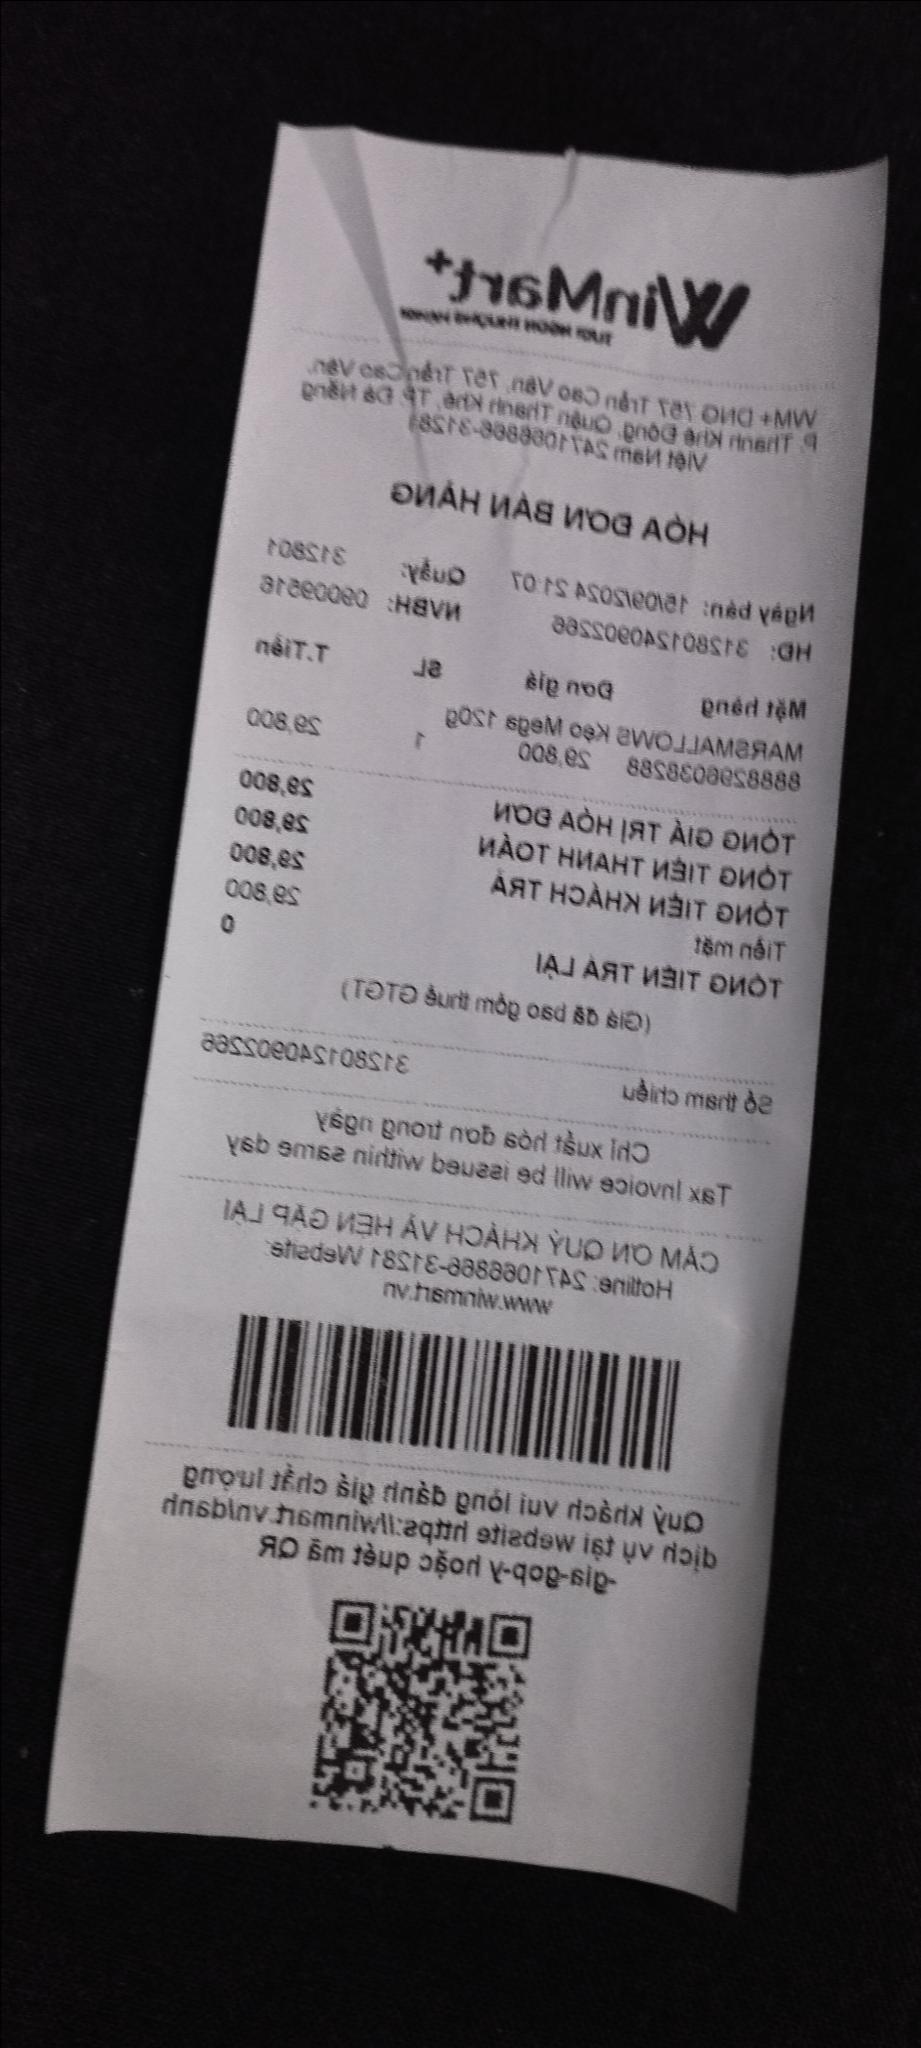 WinMart+
TƯƠI NGON THƯỢNG HẠNG
WM+ DNG 757 Trần Cao Vân, 757 Trần Cao Vân,
P. Thanh Khê Đông, Quận Thanh Khê, TP. Đà Nẵng
Việt Nam 2471066866-31281
HÓA ĐƠN BÁN HÀNG
Ngày bán: 15/09/2024 21:07 Quầy: 312801
HĐ: 312801240902266 NVBH: 09009516
Mặt hàng Đơn giá SL T.Tiền
MARSMALLOWS Kẹo Mega 120g
8888296038288 29,800 1 29,800
TỔNG GIÁ TRỊ HÓA ĐƠN 29,800
TỔNG TIỀN THANH TOÁN 29,800
TỔNG TIỀN KHÁCH TRẢ 29,800
Tiền mặt 29,800
TỔNG TIỀN TRẢ LẠI 0
(Giá đã bao gồm thuế GTGT)
Số tham chiếu 312801240902266
Chỉ xuất hóa đơn trong ngày
Tax Invoice will be issued within same day
CẢM ƠN QUÝ KHÁCH VÀ HẸN GẶP LẠI
Hotline: 2471066866-31281 Website:
www.winmart.vn
Quý khách vui lòng đánh giá chất lượng
dịch vụ tại website https://winmart.vn/danh
-gia-gop-y hoặc quét mã QR